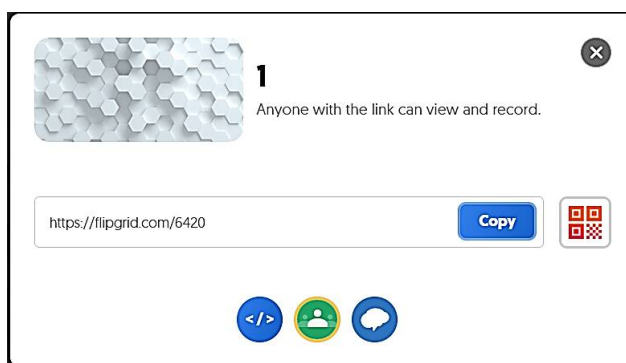 1
Anyone with the link can view and record.
https://flipgrid.com/6420
Copy
</>